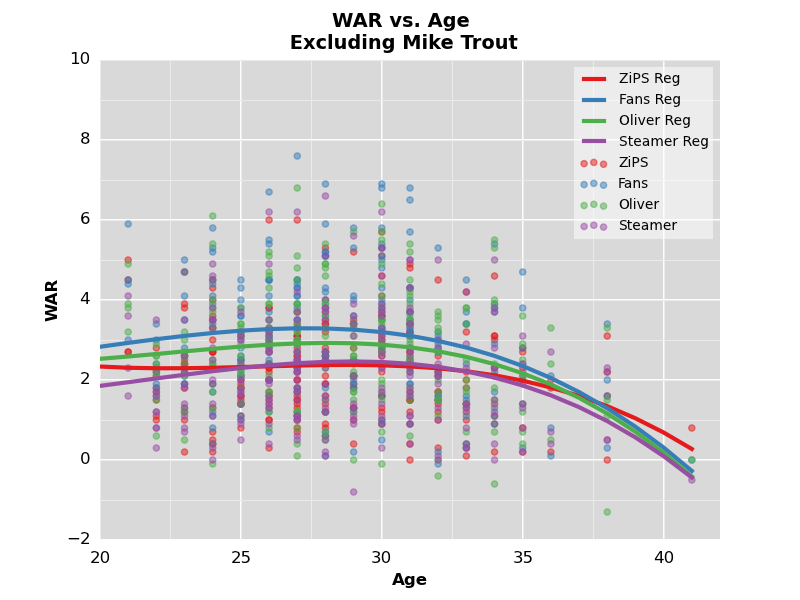 WAR vs. Age
Excluding Mike Trout
10
8
6
4
2
0
−2
WAR
20
25
30
35
40
Age
ZiPS Reg
Fans Reg
Oliver Reg
Steamer Reg
ZiPS
Fans
Oliver
Steamer